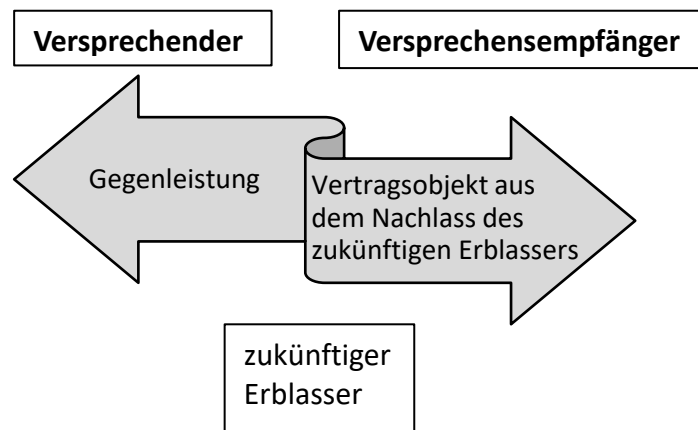 Versprechender
Versprechensempfänger
Gegenleistung
Vertragsobjekt aus
dem Nachlass des
zukünftigen Erblassers
zukünftiger
Erblasser